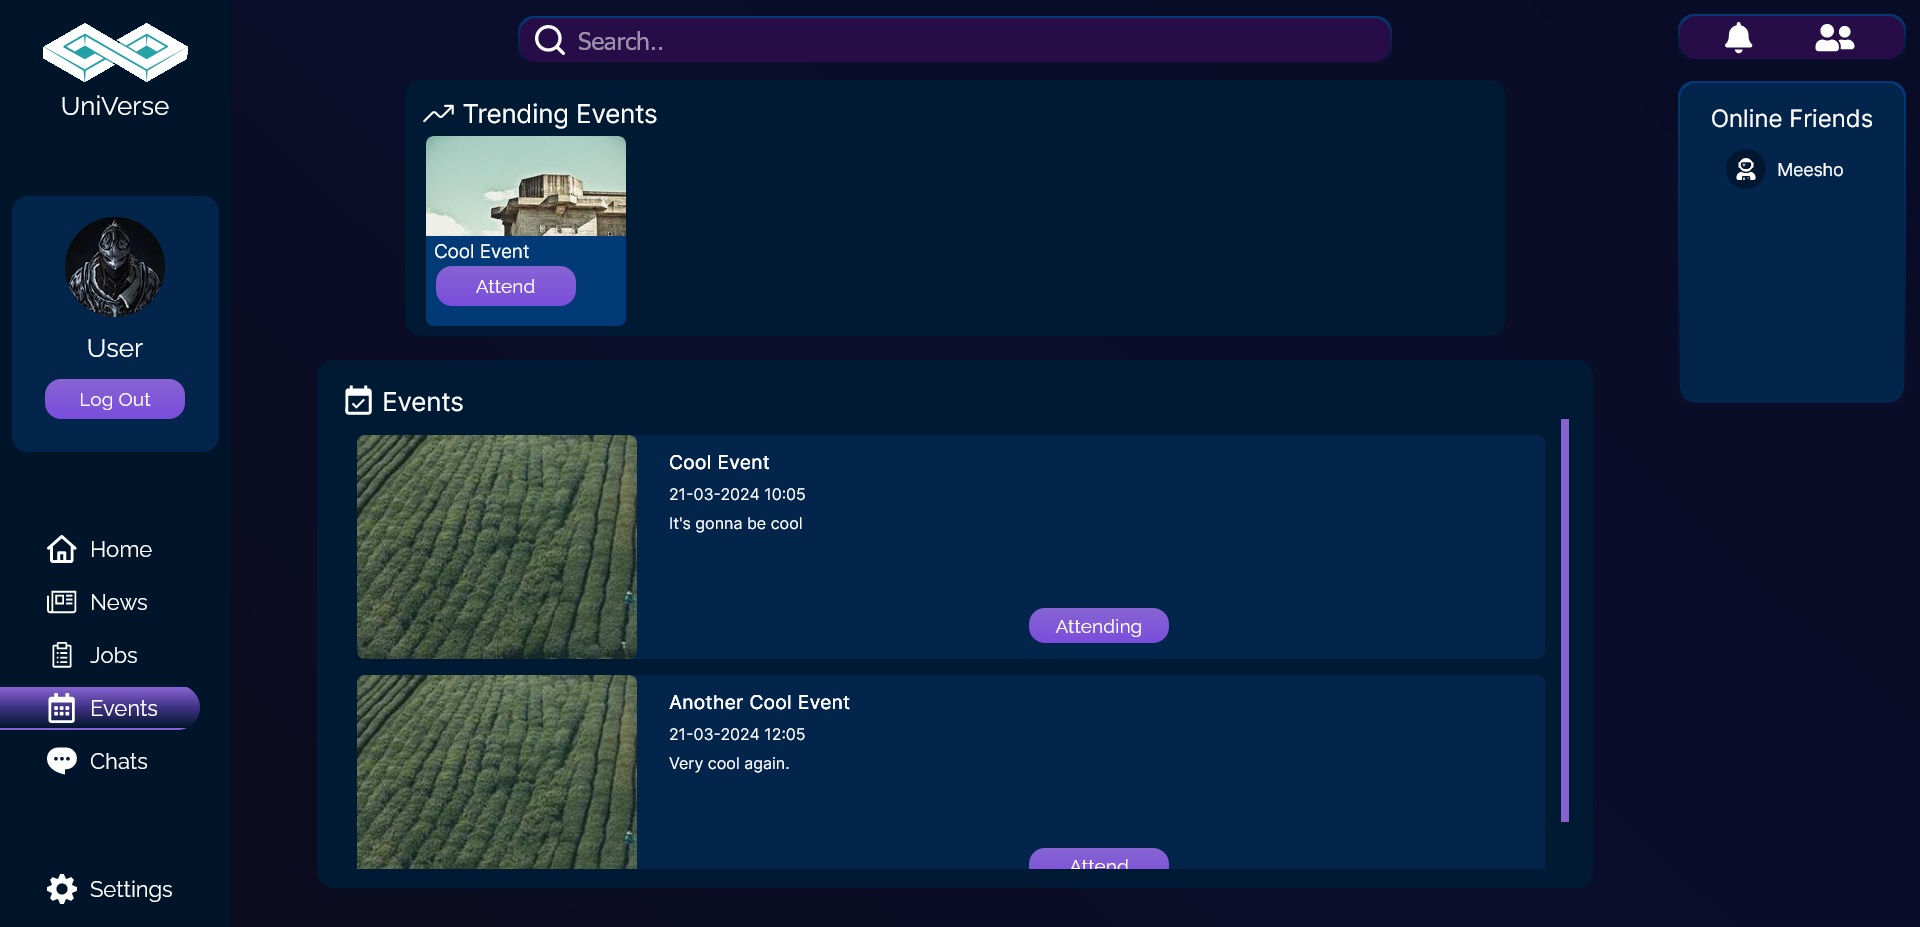 UniVerse
User
Log Out
Home
News
Jobs
Events
Chats
Settings
Search..
Trending Events
Cool Event
Attend
Events
Cool Event
21-03-2024 10:05
It's gonna be cool
Attending
Another Cool Event
21-03-2024 12:05
Very cool again.
Attend
Online Friends
Meesho